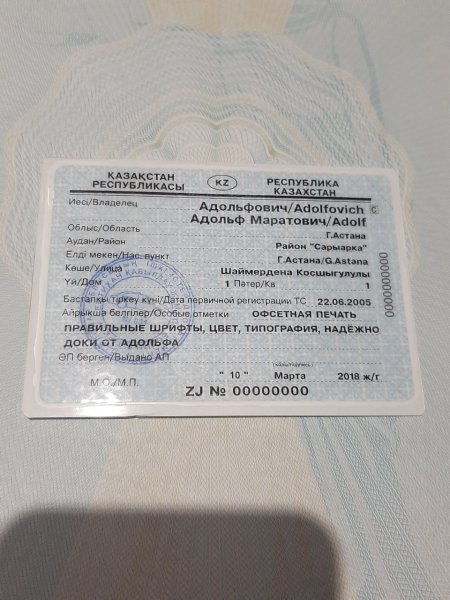 ҚАЗАҚСТАН
РЕСПУБЛИКАСЫ
KZ
РЕСПУБЛИКА
КАЗАХСТАН
Иесі/Владелец Адольфович/Adolfovich C
Адольф Маратович/Adolf
Облыс/Область Г.Астана
Аудан/Район Район "Сарыарка"
Елді мекен/Нас. пункт Г.Астана/G.Astana
Көше/Улица Шаймердена Косшыгулулы
Үй/Дом 1 Пәтер/Кв 1
Бастапқы тіркеу күні/Дата первичной регистрации ТС 22.06.2005
Айрықша белгілер/Особые отметки ОФСЕТНАЯ ПЕЧАТЬ
ПРАВИЛЬНЫЕ ШРИФТЫ, ЦВЕТ, ТИПОГРАФИЯ, НАДЁЖНО
ДОКИ ОТ АДОЛЬФА
ӘП берген/Выдано АП
" 10 " Марта 2018 ж/г
М.О./М.П.
ZJ № 00000000
0000000000